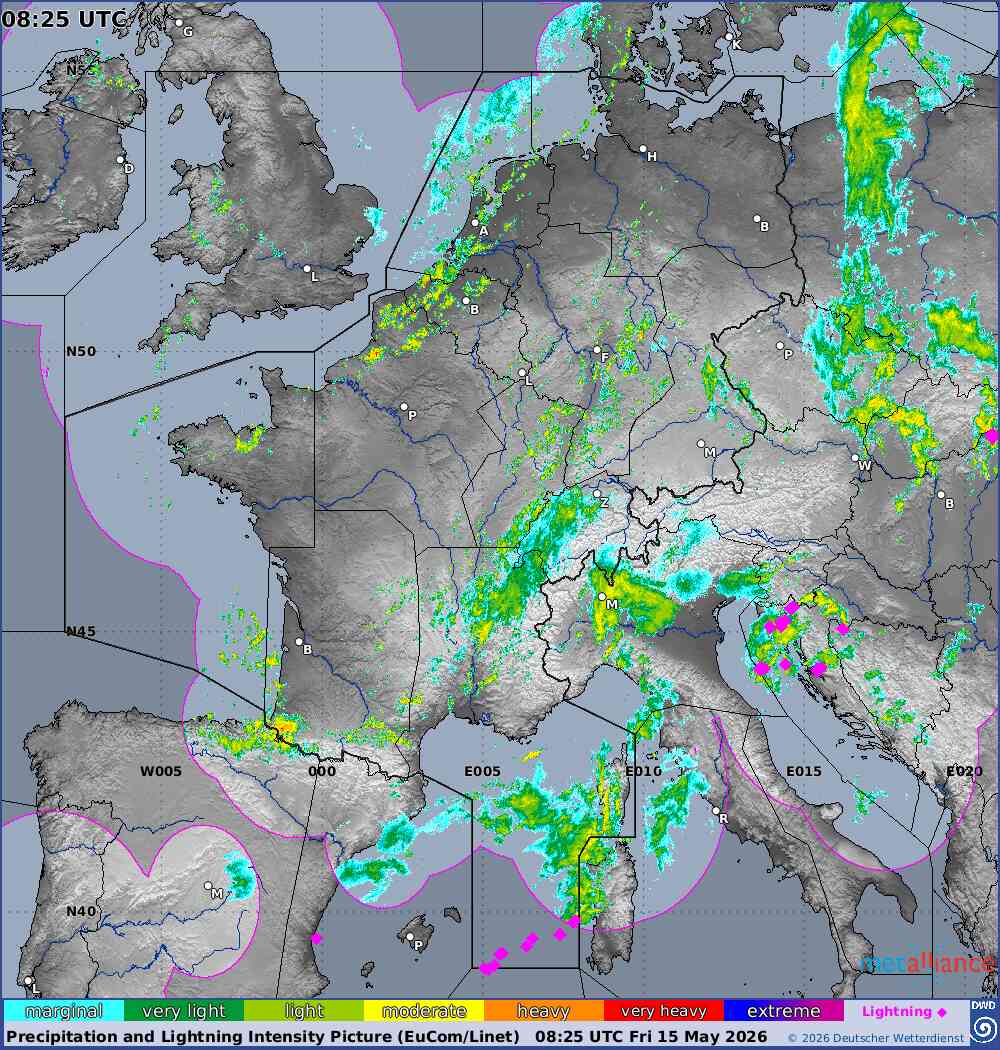 08:25 UTC
G
K
N55
D
H
A
B
L
B
N50
P
F
L
P
M
W
Z
B
M
N45
B
W005
000
E005
E010
E015
E020
R
M
N40
P
metalliance
L
marginal very light light moderate heavy very heavy extreme Lightning
DWD
Precipitation and Lightning Intensity Picture (EuCom/Linet) 08:25 UTC Fri 15 May 2026 © 2026 Deutscher Wetterdienst